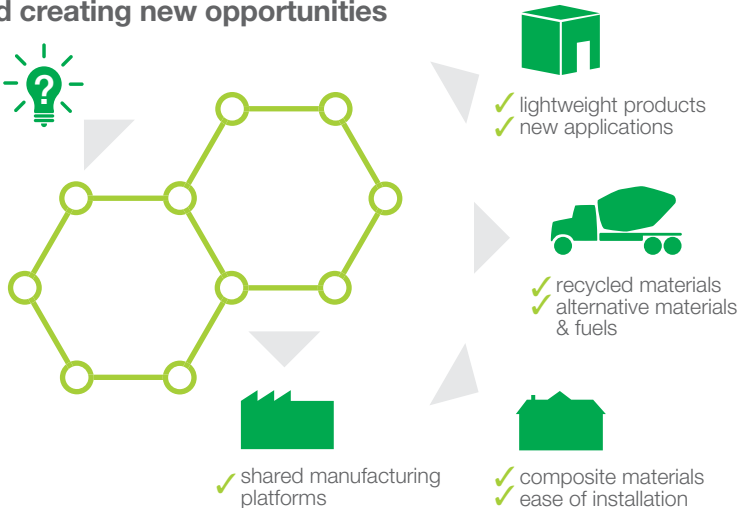 creating new opportunities
?
✓ lightweight products
✓ new applications
✓ recycled materials
✓ alternative materials
& fuels
✓ shared manufacturing
platforms
✓ composite materials
✓ ease of installation